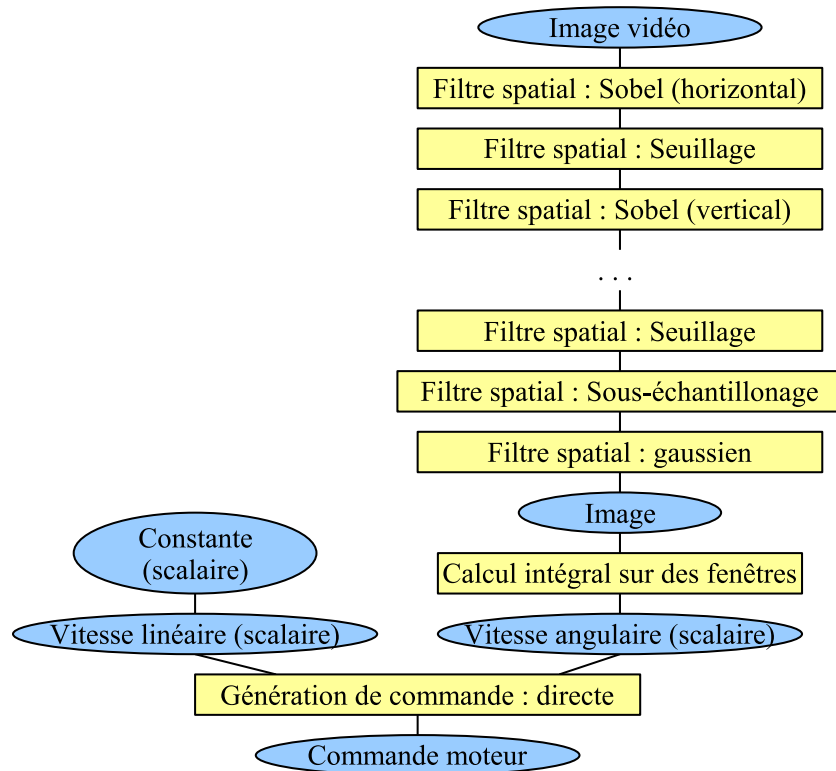 Image vidéo
Filtre spatial : Sobel (horizontal)
Filtre spatial : Seuillage
Filtre spatial : Sobel (vertical)
. . .
Filtre spatial : Seuillage
Filtre spatial : Sous-échantillonage
Filtre spatial : gaussien
Image
Constante
(scalaire)
Calcul intégral sur des fenêtres
Vitesse linéaire (scalaire)
Vitesse angulaire (scalaire)
Génération de commande : directe
Commande moteur